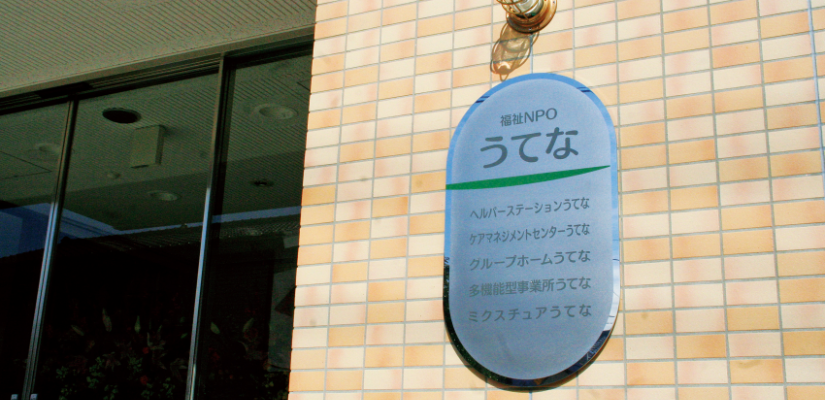 福祉NPO
うてな
ヘルパーステーションうてな
ケアマネジメントセンターうてな
グループホームうてな
多機能型事業所うてな
ミクスチュアうてな